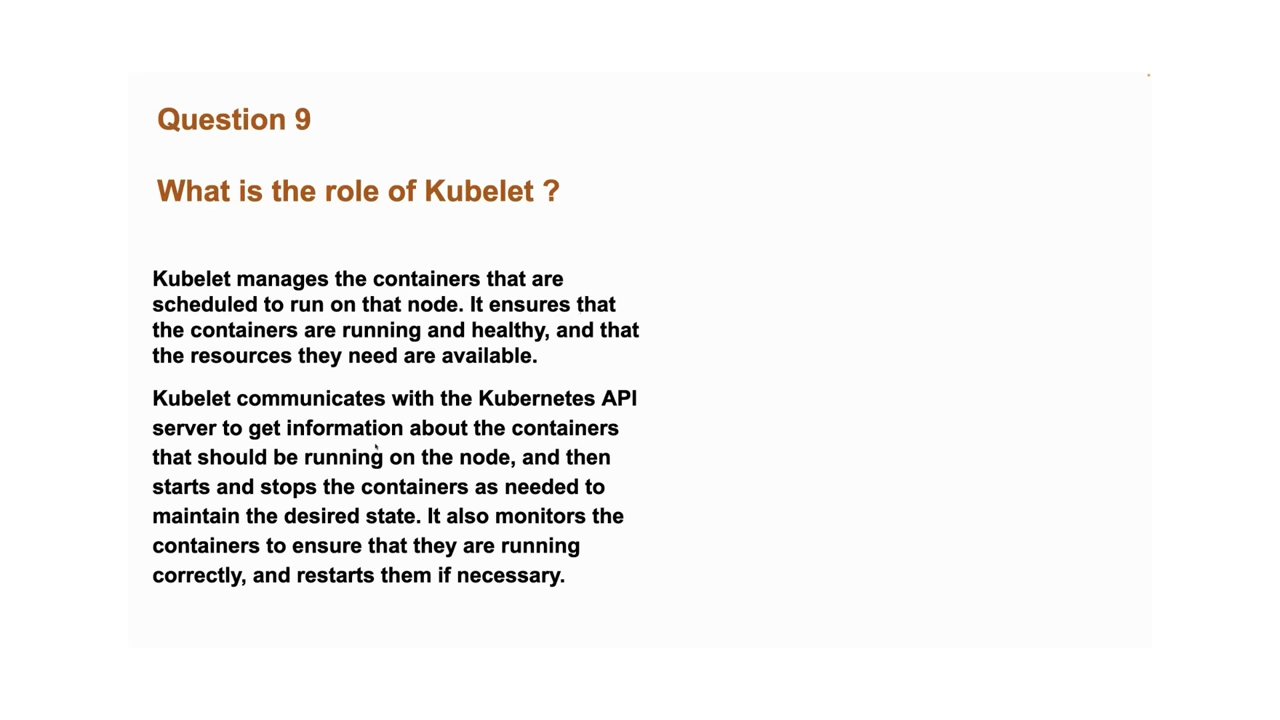 Question 9
What is the role of Kubelet ?
Kubelet manages the containers that are
scheduled to run on that node. It ensures that
the containers are running and healthy, and that
the resources they need are available.
Kubelet communicates with the Kubernetes API
server to get information about the containers
that should be running on the node, and then
starts and stops the containers as needed to
maintain the desired state. It also monitors the
containers to ensure that they are running
correctly, and restarts them if necessary.